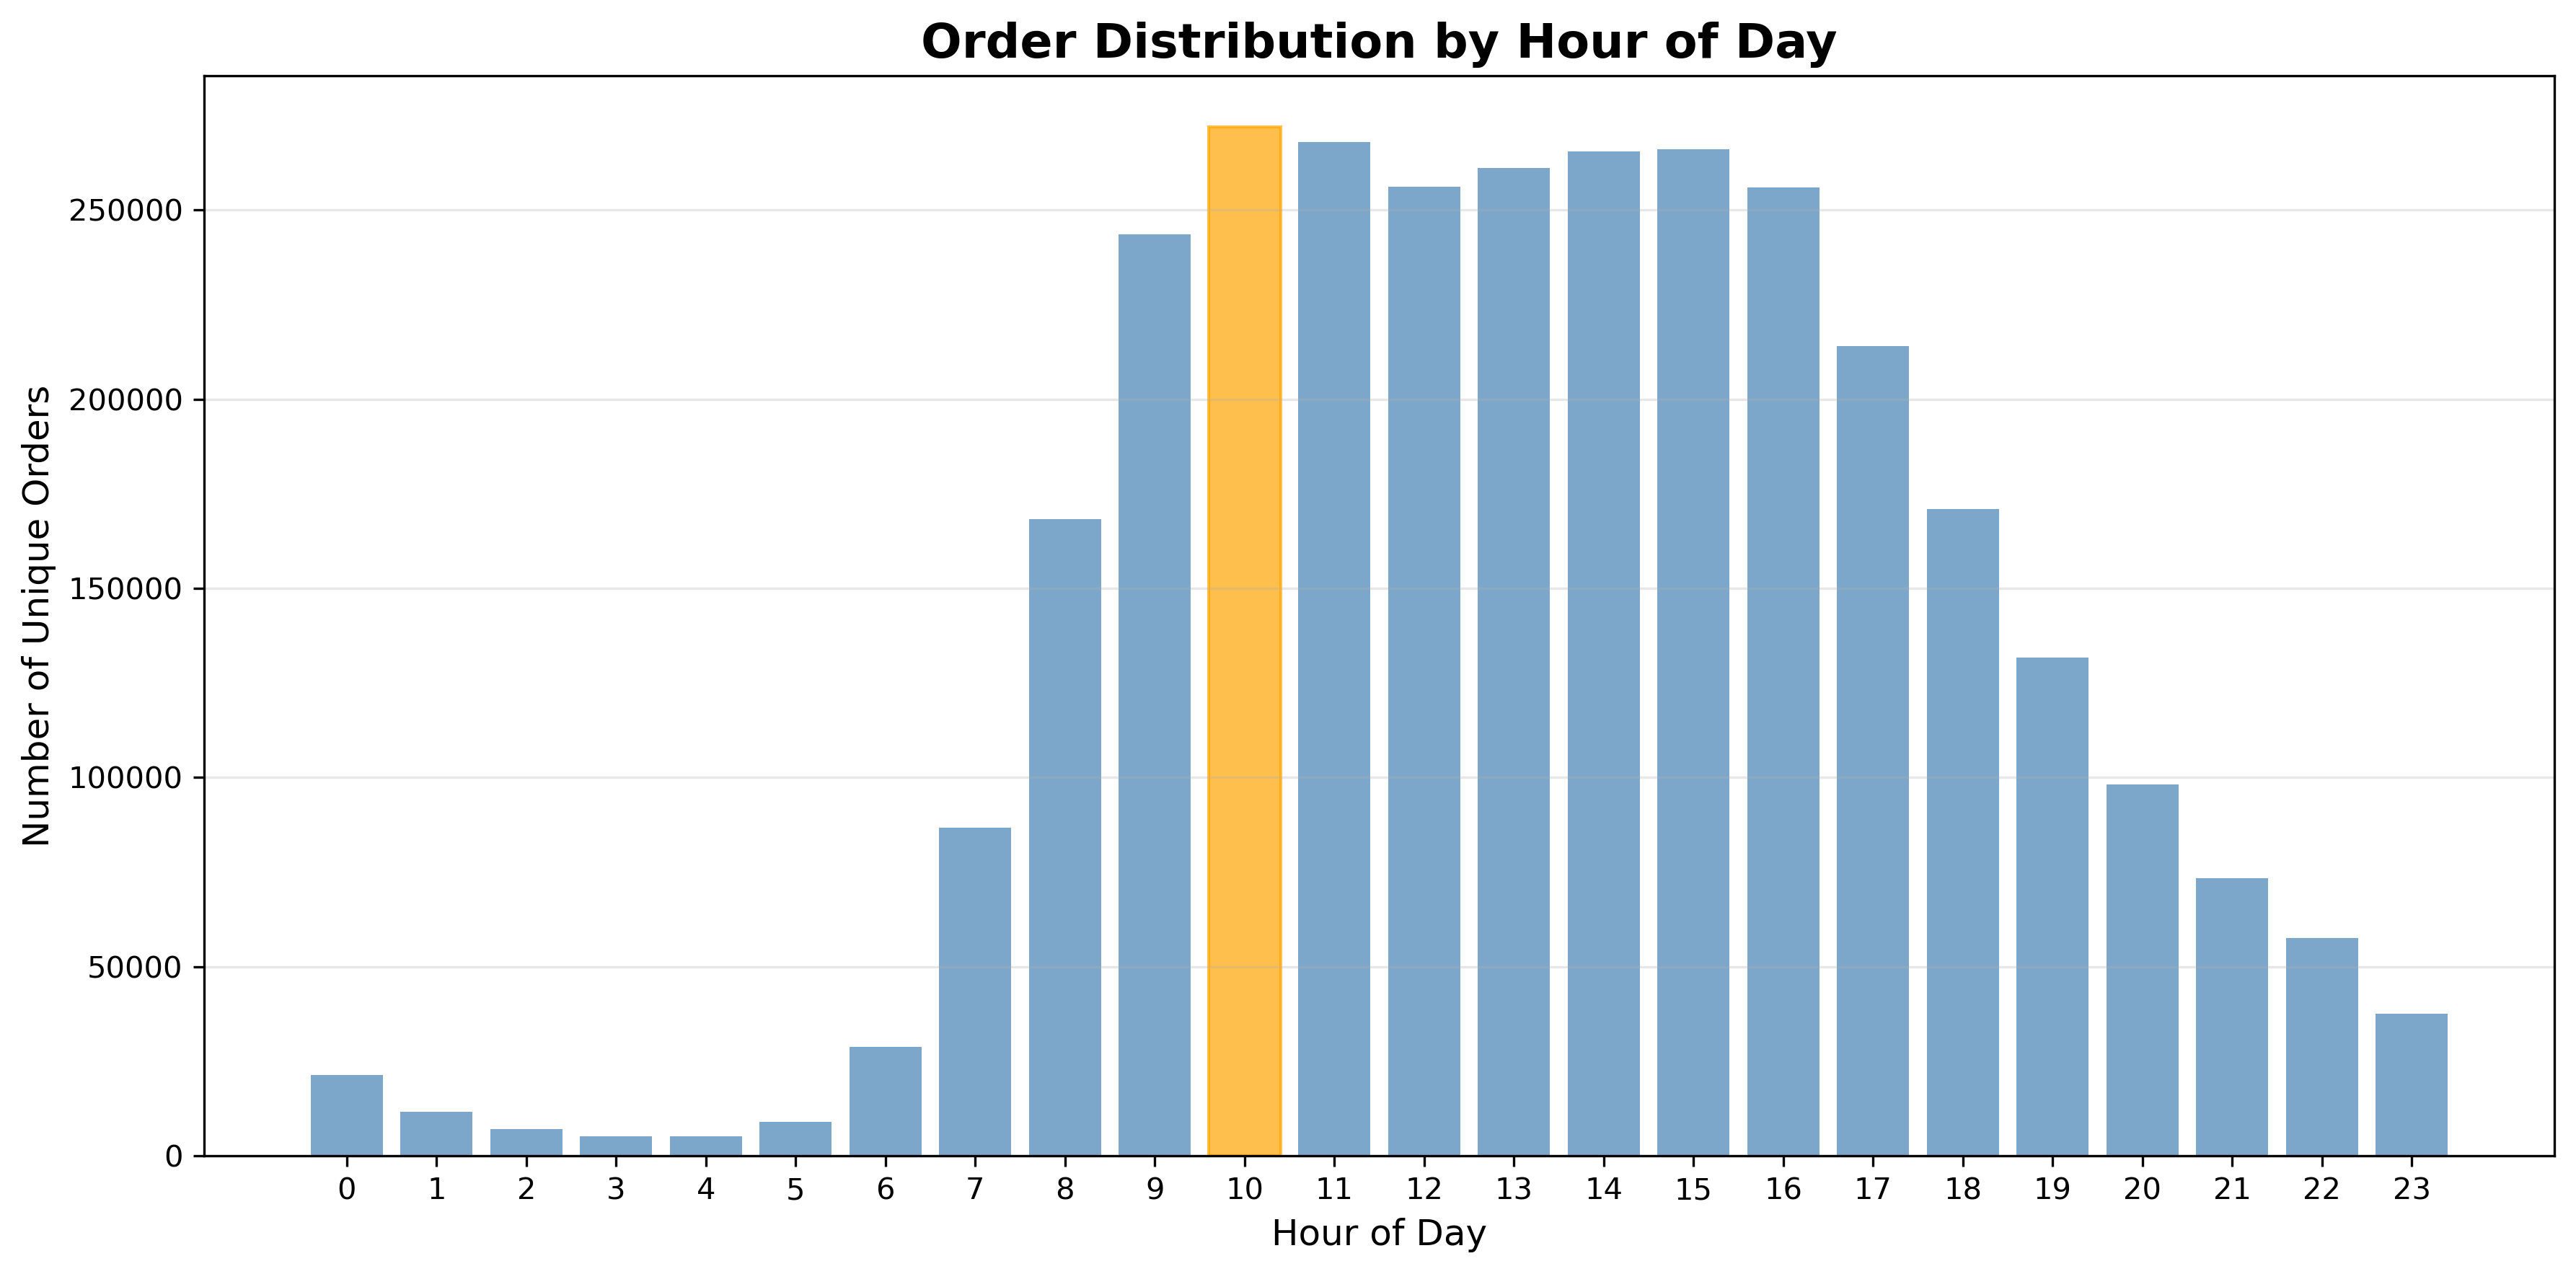 Order Distribution by Hour of Day
Number of Unique Orders
250000
200000
150000
100000
50000
0
0 1 2 3 4 5 6 7 8 9 10 11 12 13 14 15 16 17 18 19 20 21 22 23
Hour of Day